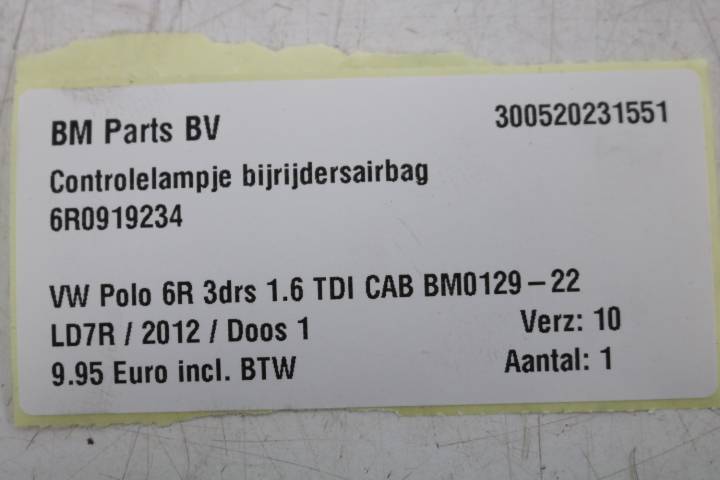 BM Parts BV 300520231551
Controlelampje bijrijdersairbag
6R0919234
VW Polo 6R 3drs 1.6 TDI CAB BM0129-22
LD7R / 2012 / Doos 1 Verz: 10
9.95 Euro incl. BTW Aantal: 1